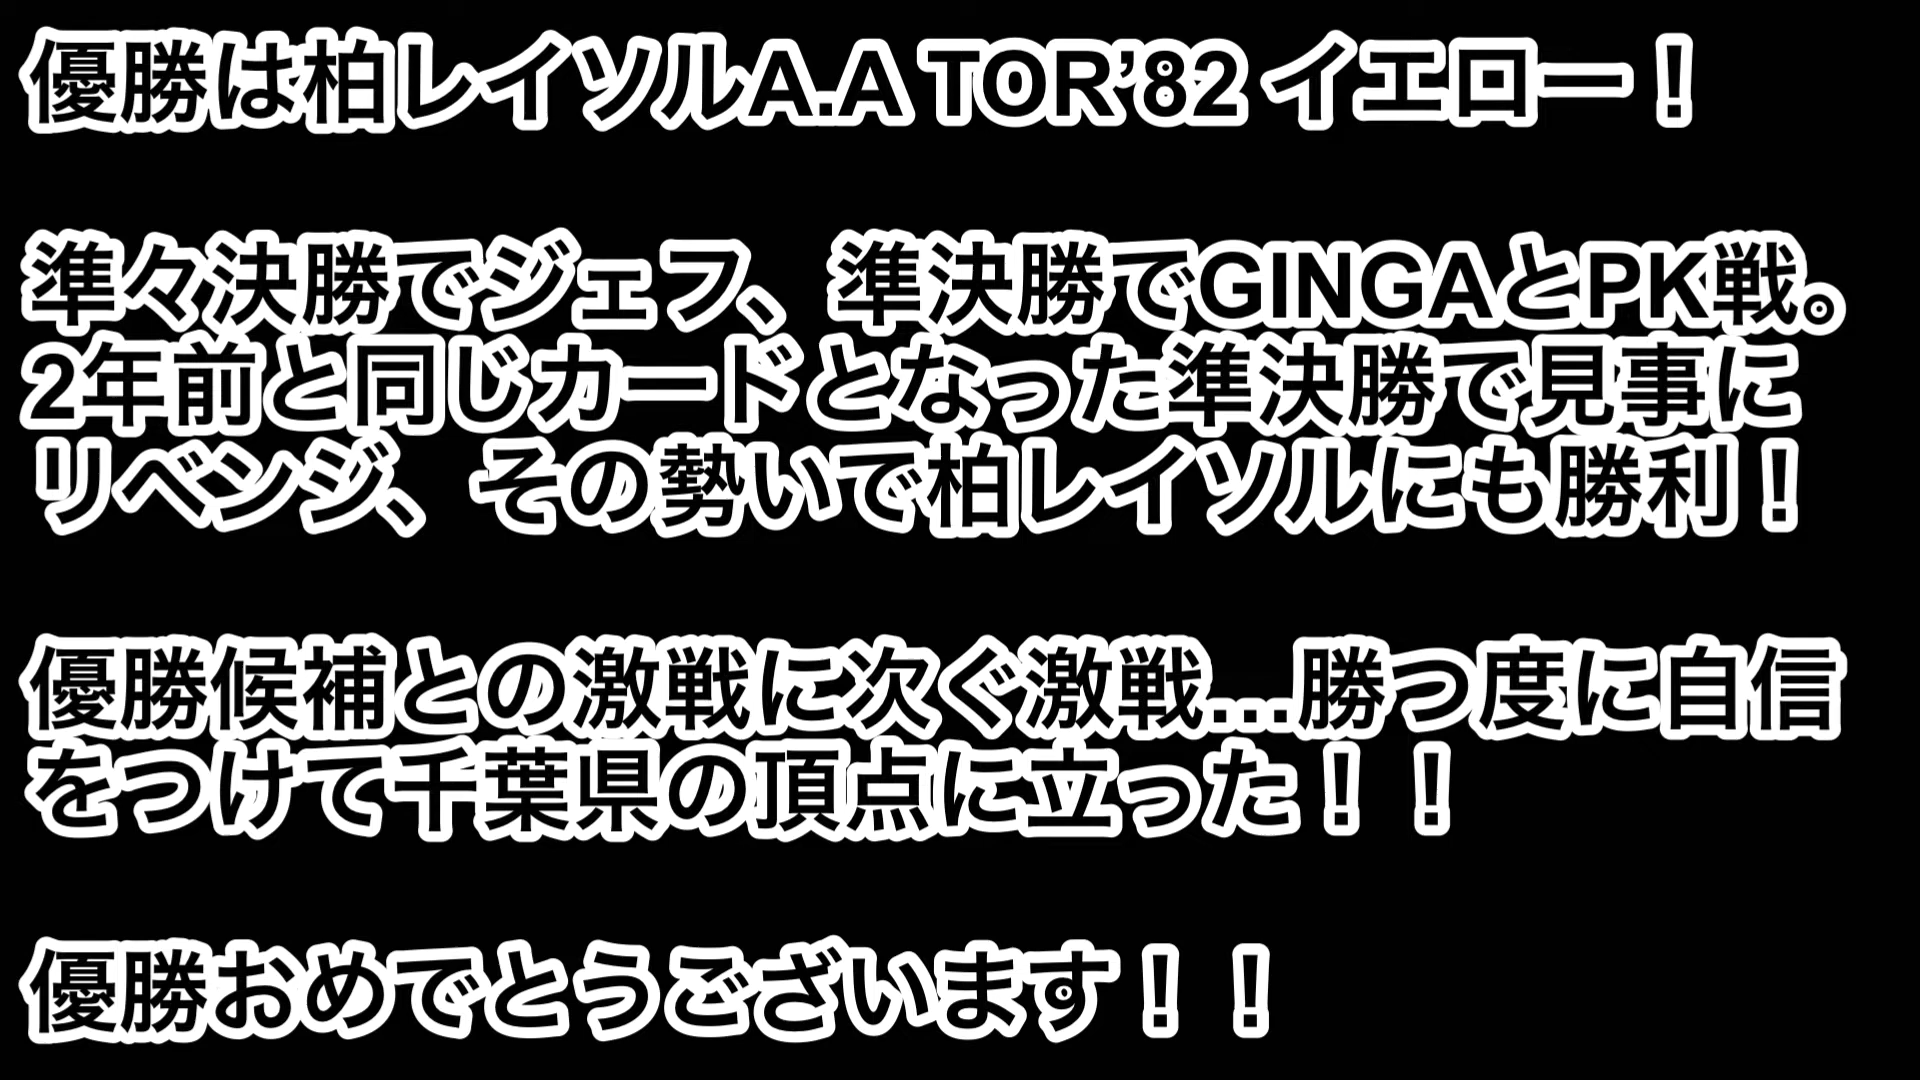 優勝は柏レイソルA.A TOR’82 イエロー！
準々決勝でジェフ、準決勝でGINGAとPK戦。
2年前と同じカードとなった準決勝で見事に
リベンジ、その勢いで柏レイソルにも勝利！
優勝候補との激戦に次ぐ激戦…勝つ度に自信
をつけて千葉県の頂点に立った！！
優勝おめでとうございます！！